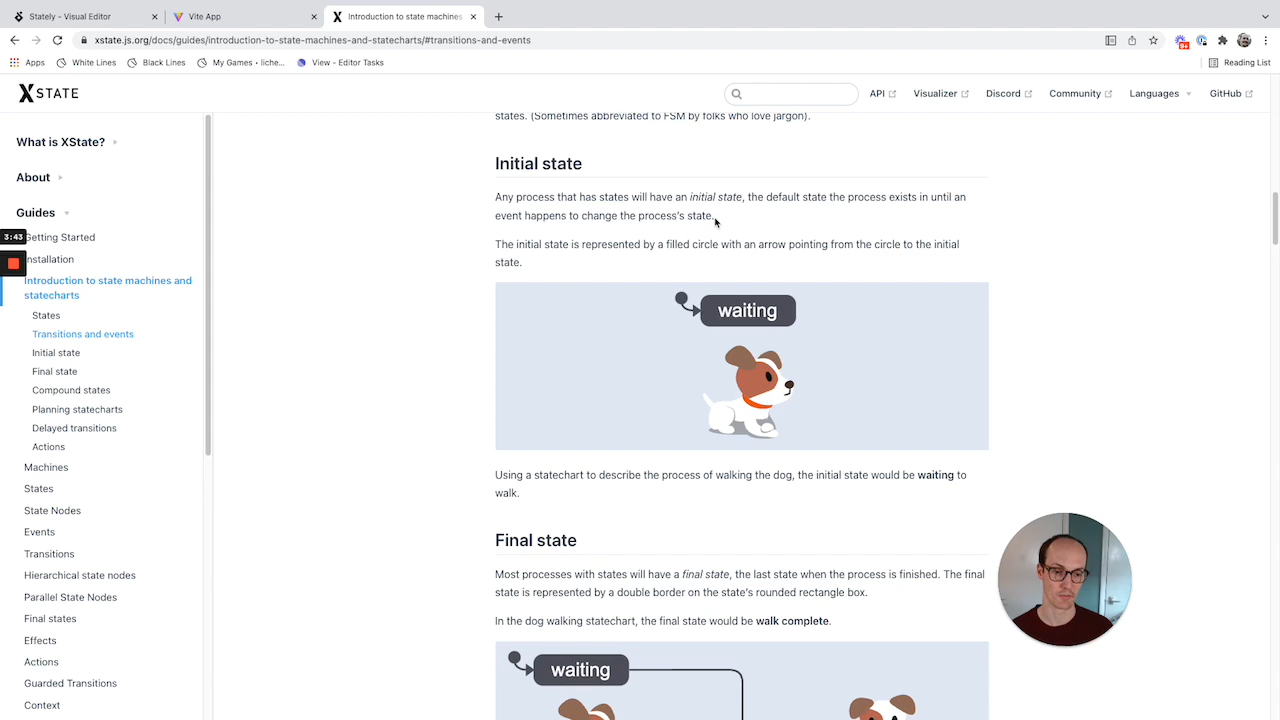 Stately - Visual Editor
Vite App
Introduction to state machines
xstate.js.org/docs/guides/introduction-to-state-machines-and-statecharts/#transitions-and-events
Apps
White Lines
Black Lines
My Games • liche...
View - Editor Tasks
Reading List
XSTATE
API
Visualizer
Discord
Community
Languages
GitHub
What is XState?
About
Guides
3:43
Getting Started
Installation
Introduction to state machines and
statecharts
States
Transitions and events
Initial state
Final state
Compound states
Planning statecharts
Delayed transitions
Actions
Machines
States
State Nodes
Events
Transitions
Hierarchical state nodes
Parallel State Nodes
Final states
Effects
Actions
Guarded Transitions
Context
states. (Sometimes abbreviated to FSM by folks who love jargon).
Initial state
Any process that has states will have an initial state, the default state the process exists in until an
event happens to change the process's state.
The initial state is represented by a filled circle with an arrow pointing from the circle to the initial
state.
waiting
Using a statechart to describe the process of walking the dog, the initial state would be waiting to
walk.
Final state
Most processes with states will have a final state, the last state when the process is finished. The final
state is represented by a double border on the state's rounded rectangle box.
In the dog walking statechart, the final state would be walk complete.
waiting